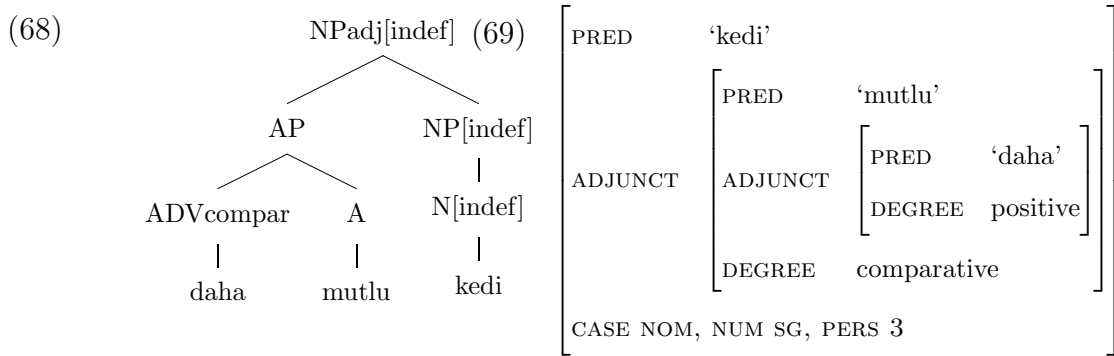 (68)
NPadj[indef]
AP NP[indef]
ADVcompar A N[indef]
daha mutlu kedi
(69)
PRED ‘kedi’
PRED ‘mutlu’
PRED ‘daha’
ADJUNCT ADJUNCT
DEGREE positive
DEGREE comparative
CASE NOM, NUM SG, PERS 3